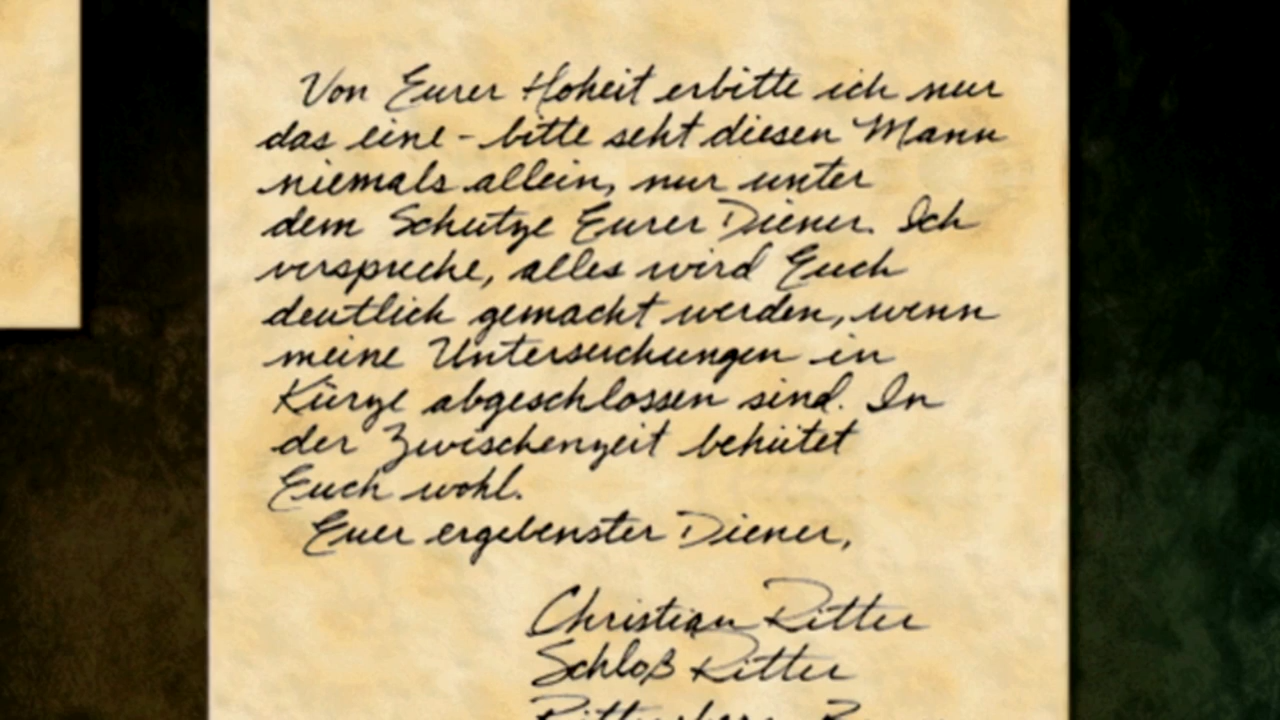 Von Eurer Hoheit erbitte ich nur
das eine - bitte seht diesen Mann
niemals allein, nur unter
dem Schutze Eurer Diener. Ich
verspreche, alles wird Euch
deutlich gemacht werden, wenn
meine Untersuchungen in
Kürze abgeschlossen sind. In
der Zwischenzeit behütet
Euch wohl.
Euer ergebenster Diener,
Christian Ritter
Schloß Ritter